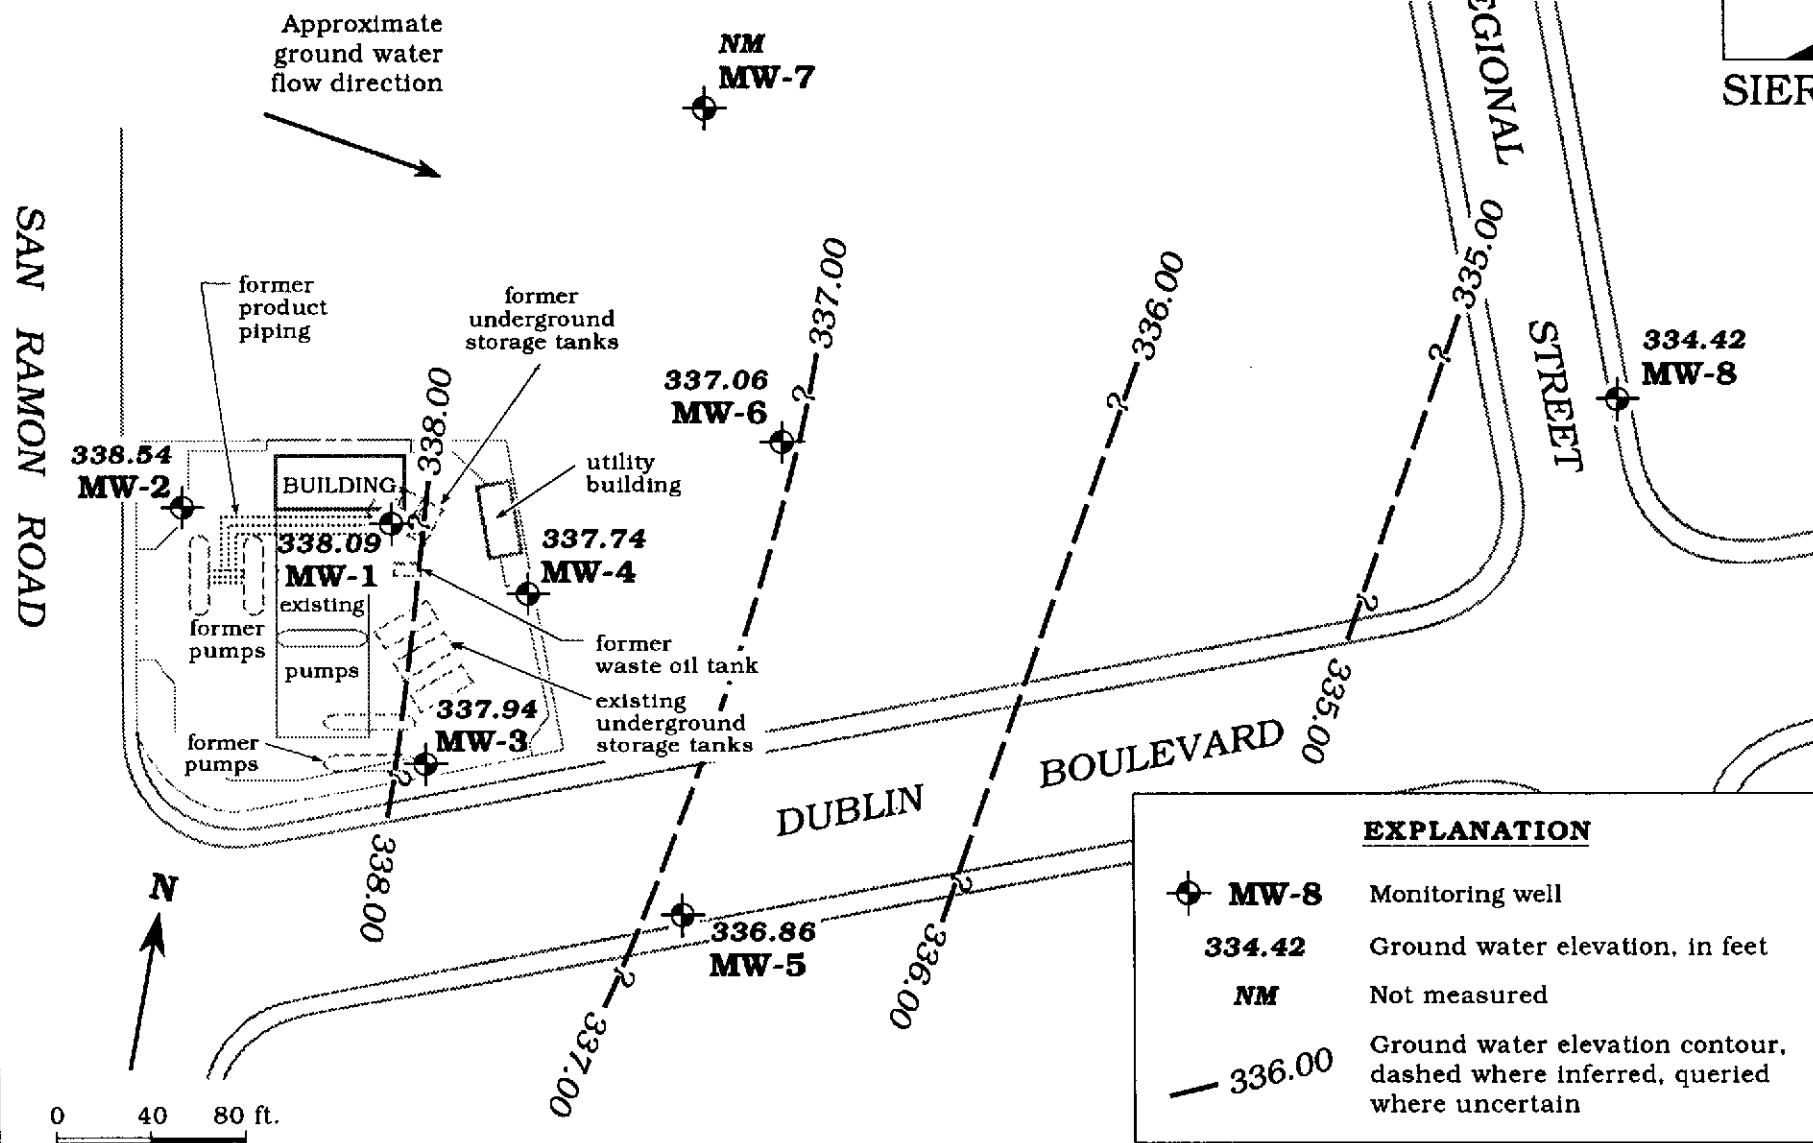 Approximate
ground water
flow direction
NM
MW-7
EGIONAL
STREET
SIER
SAN RAMON ROAD
former
product
piping
former
underground
storage tanks
338.00
337.00
336.00
335.00
337.06
MW-6
334.42
MW-8
338.54
MW-2
BUILDING
utility
building
338.09
MW-1
337.74
MW-4
existing
pumps
former
pumps
former
waste oil tank
existing
underground
storage tanks
337.94
MW-3
former
pumps
DUBLIN BOULEVARD
336.86
MW-5
338.00
337.00
336.00
335.00
?
?
?
?
?
?
?
?
N
0 40 80 ft.
EXPLANATION
MW-8 Monitoring well
334.42 Ground water elevation, in feet
NM Not measured
336.00 Ground water elevation contour,
dashed where inferred, queried
where uncertain